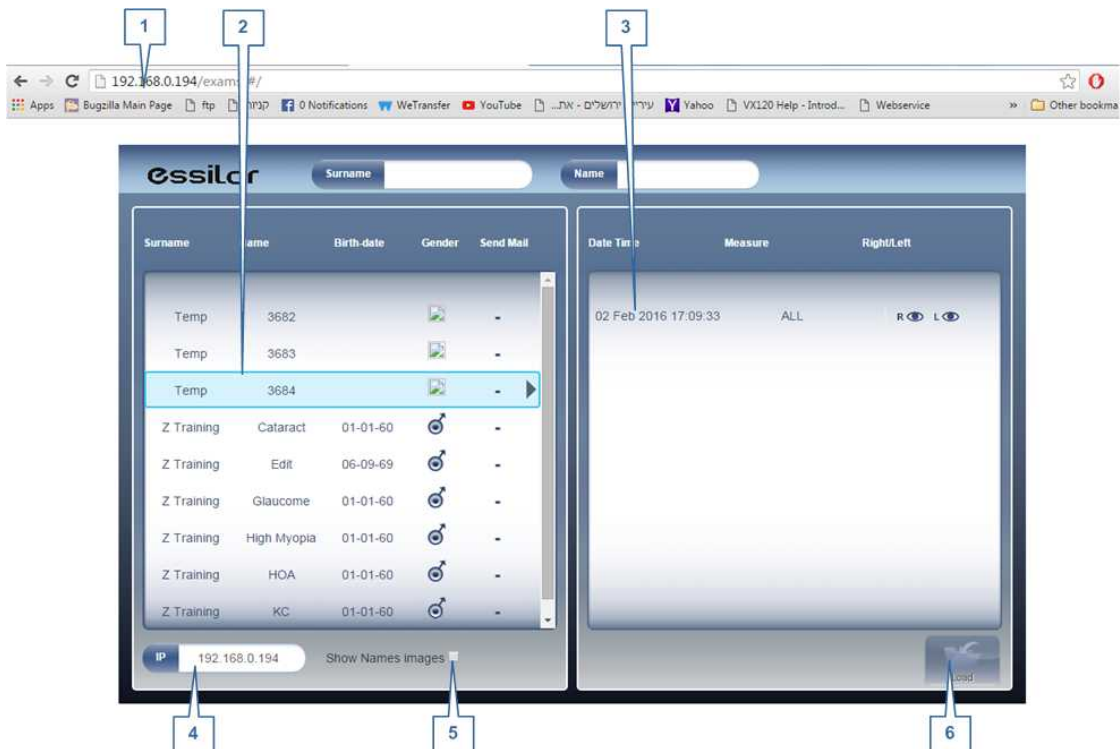 1 2 3
192.168.0.194/exams/#/
Apps Bugzilla Main Page ftp קניות 0 Notifications WeTransfer YouTube עיריית ירושלים - את... Yahoo VX120 Help - Introd... Webservice » Other bookma
essilor Surname Name
Surname Name Birth-date Gender Send Mail Date Time Measure Right/Left
Temp 3682 - 02 Feb 2016 17:09:33 ALL R L
Temp 3683
Temp 3684 -
Z Training Cataract 01-01-60 -
Z Training Edit 06-09-69 -
Z Training Glaucome 01-01-60 -
Z Training High Myopia 01-01-60 -
Z Training HOA 01-01-60 -
Z Training KC 01-01-60 -
IP 192.168.0.194 Show Names Images Load
4 5 6